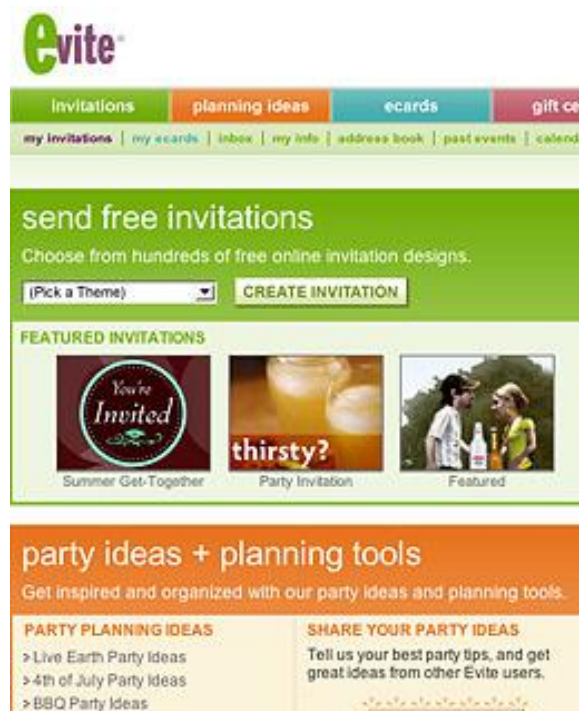 evite
invitations planning ideas ecards gift ce
my invitations | my ecards | inbox | my info | address book | past events | calend
send free invitations
Choose from hundreds of free online invitation designs.
(Pick a Theme) CREATE INVITATION
FEATURED INVITATIONS
You're
Invited
thirsty?
Summer Get-Together Party Invitation Featured
party ideas + planning tools
Get inspired and organized with our party ideas and planning tools.
PARTY PLANNING IDEAS
> Live Earth Party Ideas
> 4th of July Party Ideas
> BBQ Party Ideas
SHARE YOUR PARTY IDEAS
Tell us your best party tips, and get
great ideas from other Evite users.